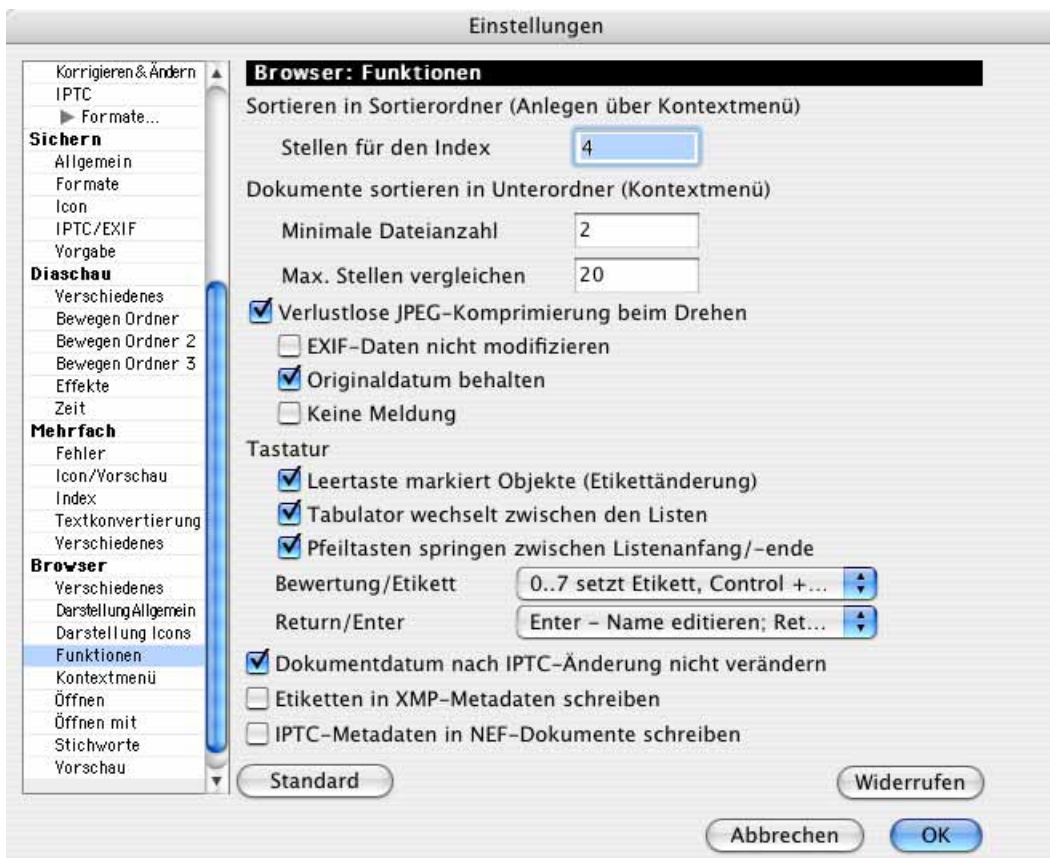 Einstellungen
Korrigieren & Ändern
IPTC
Formate...
Sichern
Allgemein
Formate
Icon
IPTC/EXIF
Vorgabe
Diaschau
Verschiedenes
Bewegen Ordner
Bewegen Ordner 2
Bewegen Ordner 3
Effekte
Zeit
Mehrfach
Fehler
Icon/Vorschau
Index
Textkonvertierung
Verschiedenes
Browser
Verschiedenes
Darstellung Allgemein
Darstellung Icons
Funktionen
Kontextmenü
Öffnen
Öffnen mit
Stichworte
Vorschau
Browser: Funktionen
Sortieren in Sortierordner (Anlegen über Kontextmenü)
Stellen für den Index 4
Dokumente sortieren in Unterordner (Kontextmenü)
Minimale Dateianzahl 2
Max. Stellen vergleichen 20
Verlustlose JPEG-Komprimierung beim Drehen
EXIF-Daten nicht modifizieren
Originaldatum behalten
Keine Meldung
Tastatur
Leertaste markiert Objekte (Etikettänderung)
Tabulator wechselt zwischen den Listen
Pfeiltasten springen zwischen Listenanfang/-ende
Bewertung/Etikett 0..7 setzt Etikett, Control +...
Return/Enter Enter – Name editieren; Ret...
Dokumentdatum nach IPTC-Änderung nicht verändern
Etiketten in XMP-Metadaten schreiben
IPTC-Metadaten in NEF-Dokumente schreiben
Standard
Widerrufen
Abbrechen
OK